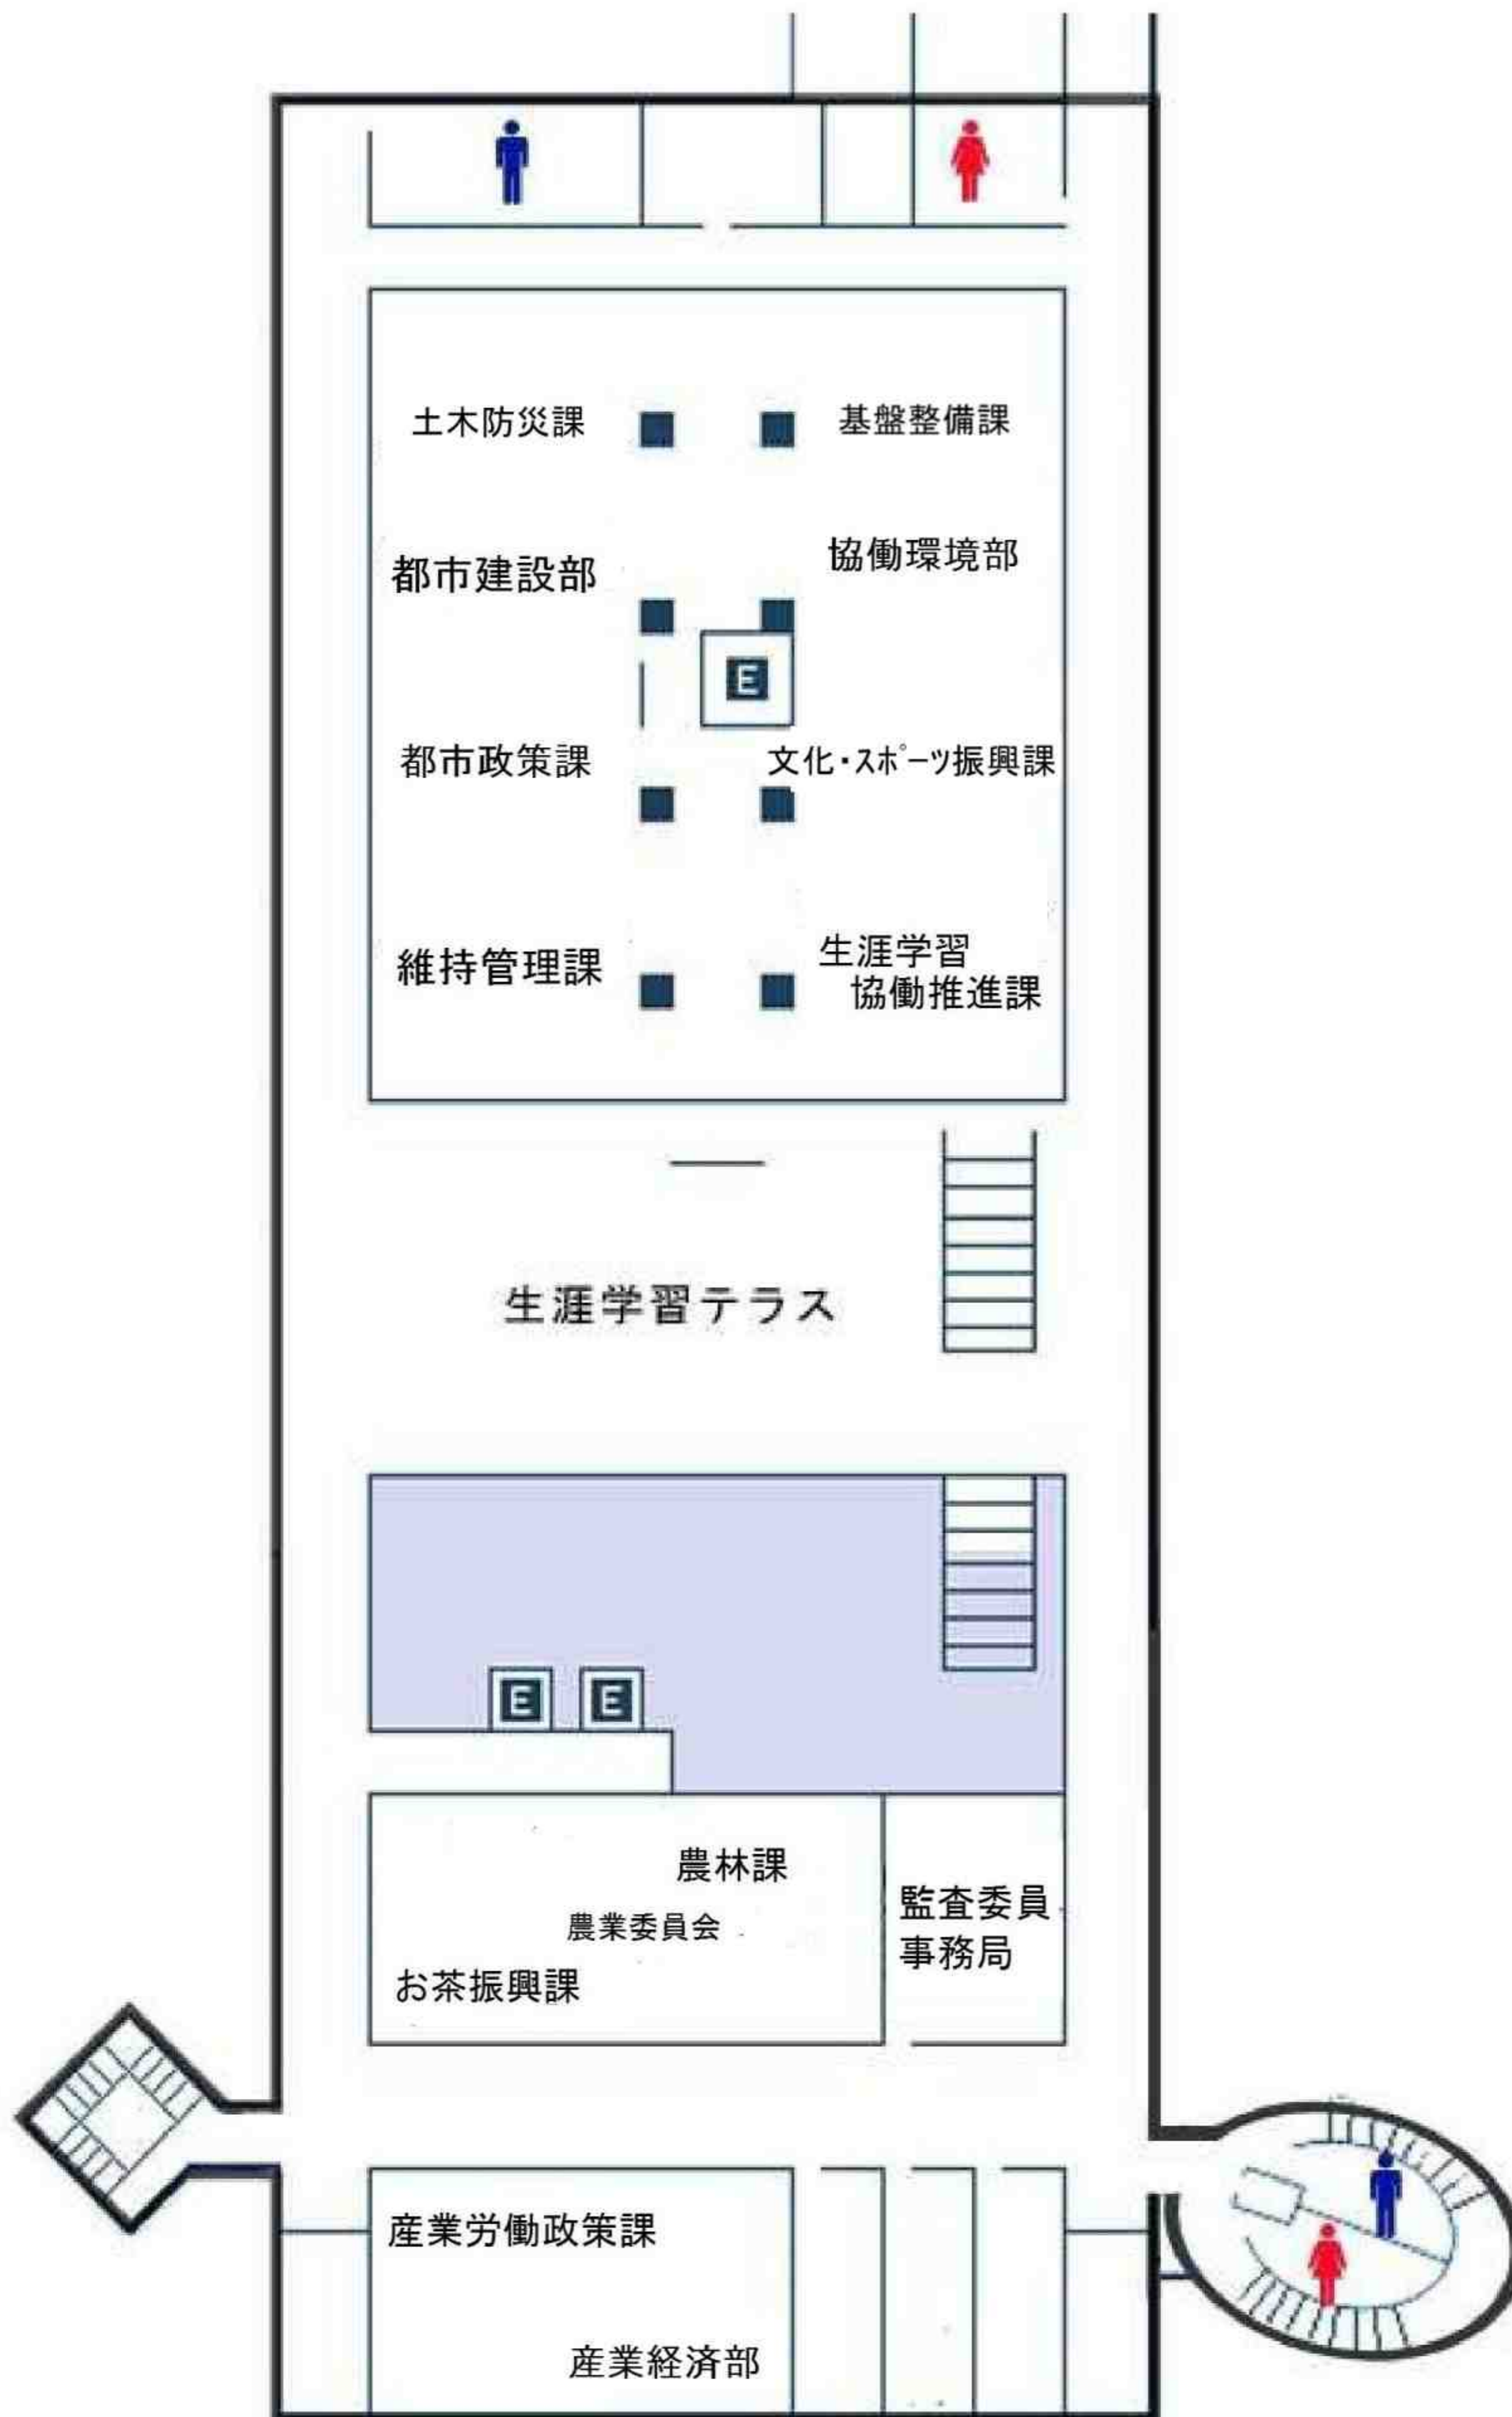 土木防災課
基盤整備課
都市建設部
協働環境部
E
都市政策課
文化・スポーツ振興課
維持管理課
生涯学習
協働推進課
生涯学習テラス
E
E
農林課
農業委員会
お茶振興課
監査委員
事務局
産業労働政策課
産業経済部